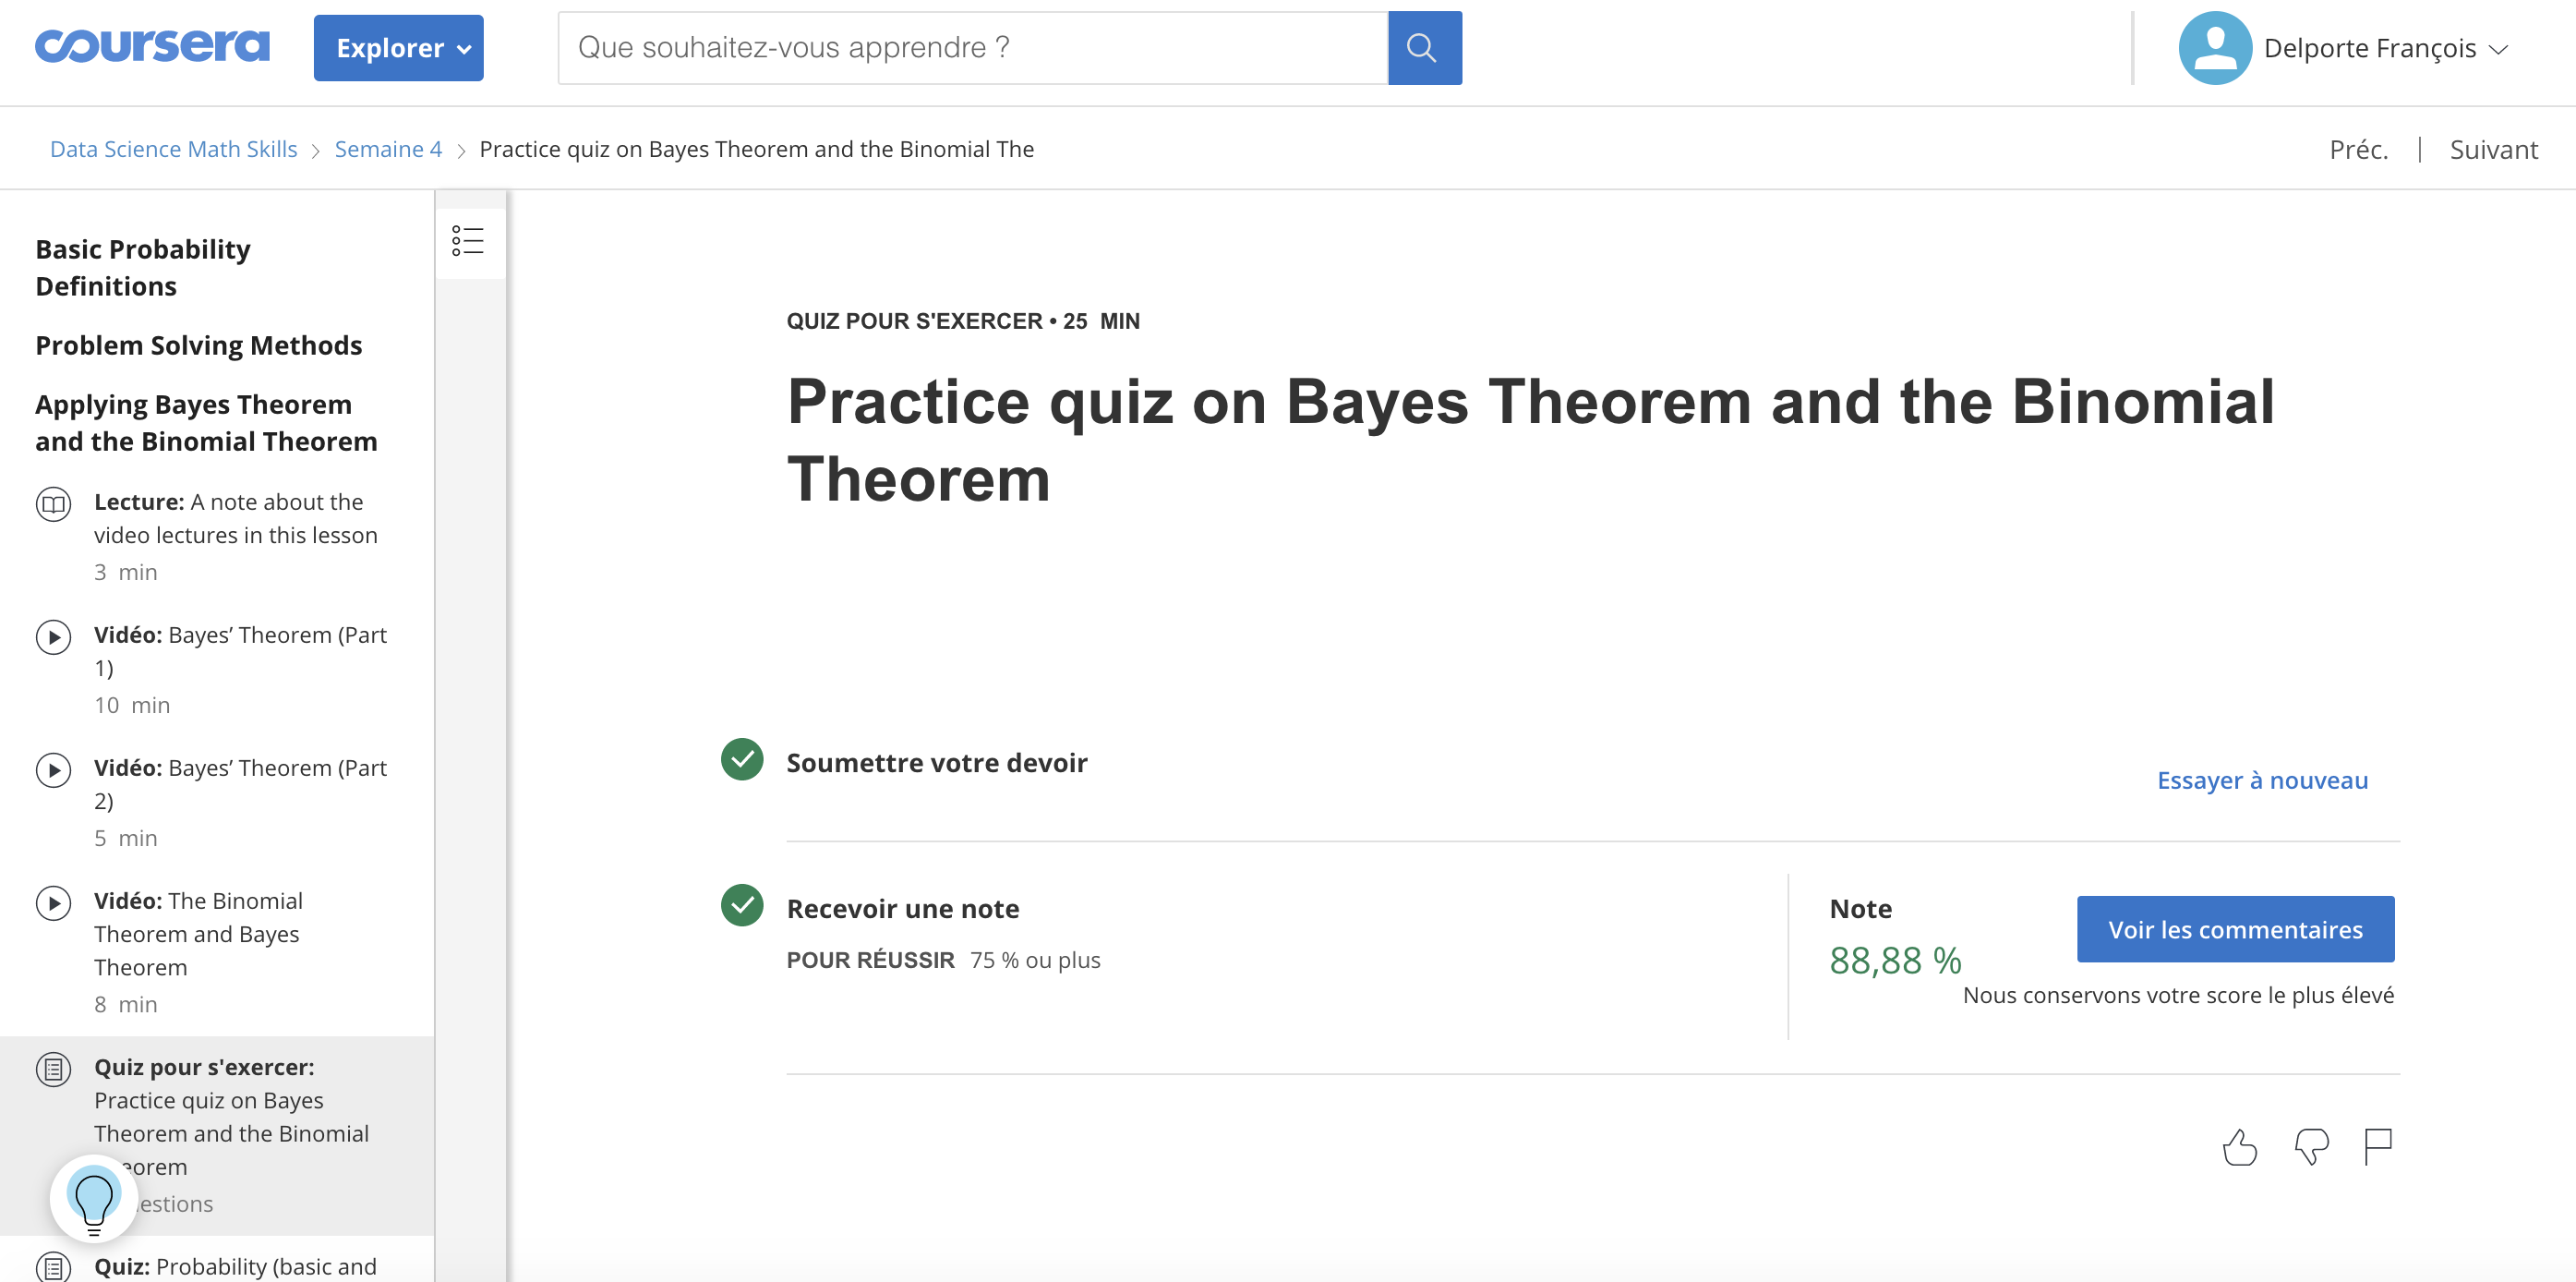 coursera
Explorer
Que souhaitez-vous apprendre ?
Delporte François
Data Science Math Skills > Semaine 4 > Practice quiz on Bayes Theorem and the Binomial The
Préc. | Suivant
Basic Probability
Definitions
Problem Solving Methods
Applying Bayes Theorem
and the Binomial Theorem
Lecture: A note about the
video lectures in this lesson
3 min
Vidéo: Bayes’ Theorem (Part
1)
10 min
Vidéo: Bayes’ Theorem (Part
2)
5 min
Vidéo: The Binomial
Theorem and Bayes
Theorem
8 min
Quiz pour s'exercer:
Practice quiz on Bayes
Theorem and the Binomial
eorem
estions
Quiz: Probability (basic and
QUIZ POUR S'EXERCER • 25 MIN
Practice quiz on Bayes Theorem and the Binomial
Theorem
Soumettre votre devoir
Essayer à nouveau
Recevoir une note
POUR RÉUSSIR 75 % ou plus
Note
88,88 %
Voir les commentaires
Nous conservons votre score le plus élevé